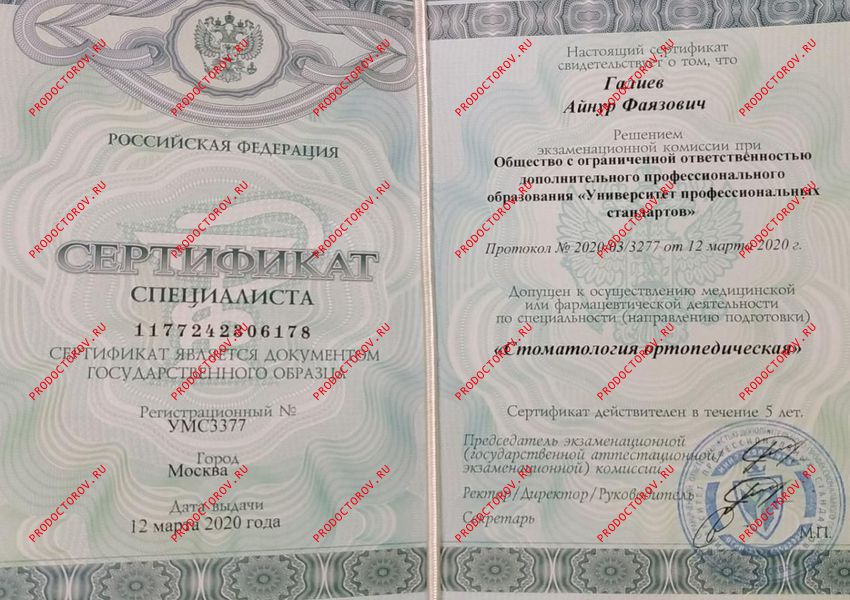 РОССИЙСКАЯ ФЕДЕРАЦИЯ
СЕРТИФИКАТ
СПЕЦИАЛИСТА
1177242306178
СЕРТИФИКАТ ЯВЛЯЕТСЯ ДОКУМЕНТОМ
ГОСУДАРСТВЕННОГО ОБРАЗЦА
Регистрационный №
УМС3377
Город
Москва
Дата выдачи
12 марта 2020 года
Настоящий сертификат
свидетельствует о том, что
Галиев
Айнур Фаязович
Решением
экзаменационной комиссии при
Общество с ограниченной ответственностью
дополнительного профессионального
образования «Университет профессиональных
стандартов»
Протокол № 2020-03/3277 от 12 марта 2020 г.
Допущен к осуществлению медицинской
или фармацевтической деятельности
по специальности (направлению подготовки)
«Стоматология ортопедическая»
Сертификат действителен в течение 5 лет.
Председатель экзаменационной
(государственной аттестационной/
экзаменационной) комиссии
Ректор/Директор/Руководитель
Секретарь
М.П.
PRODOCTOROV.RU